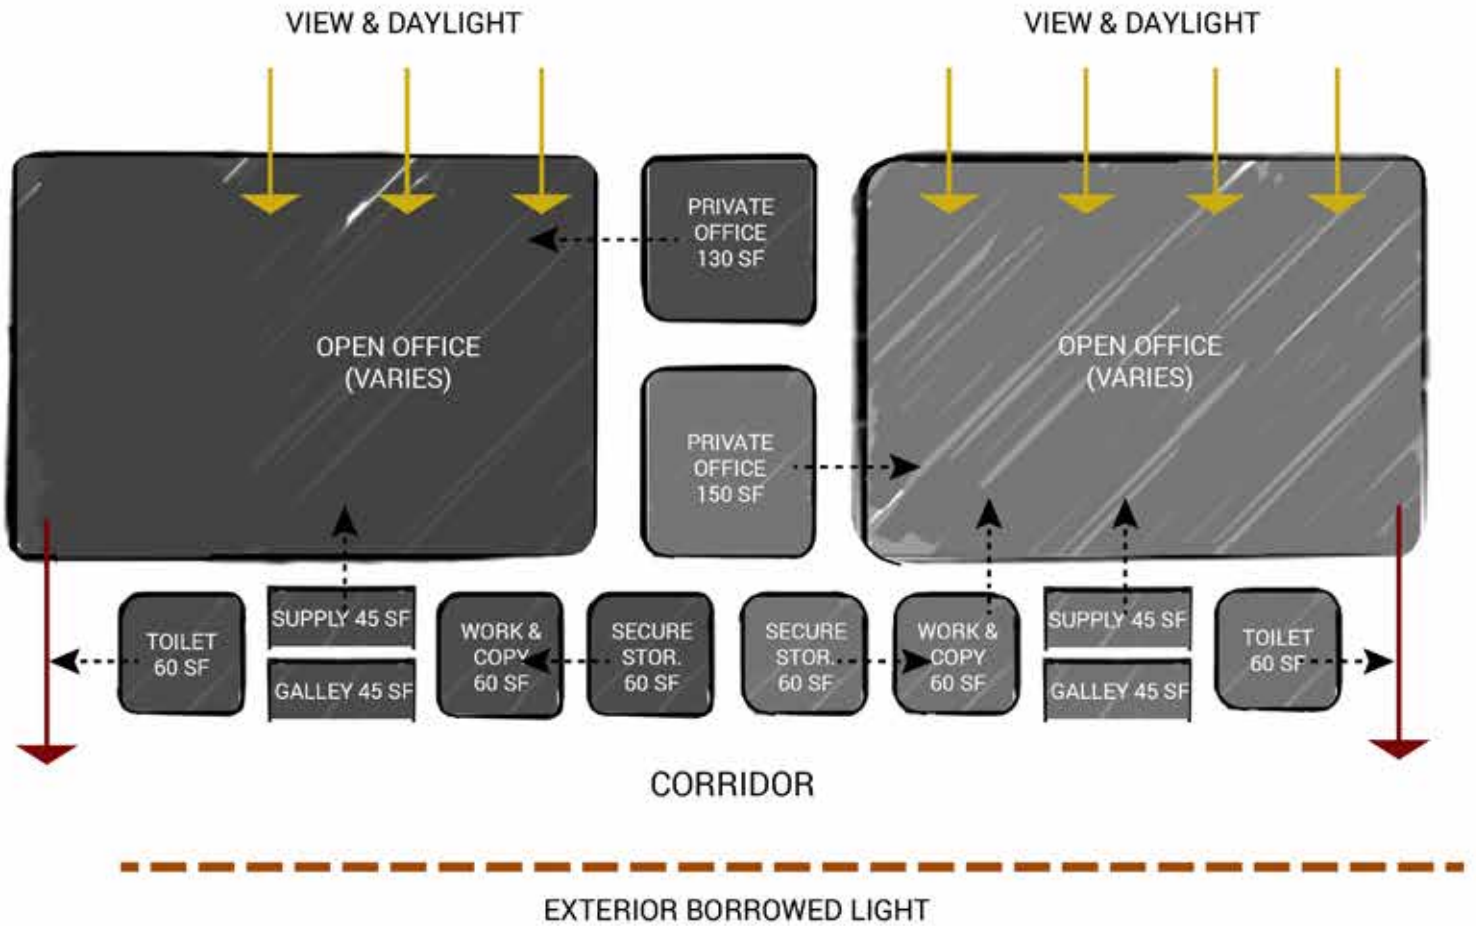 VIEW & DAYLIGHT
VIEW & DAYLIGHT
PRIVATE
OFFICE
130 SF
OPEN OFFICE
(VARIES)
OPEN OFFICE
(VARIES)
PRIVATE
OFFICE
150 SF
TOILET
60 SF
SUPPLY 45 SF
GALLEY 45 SF
WORK &
COPY
60 SF
SECURE
STOR.
60 SF
SECURE
STOR.
60 SF
WORK &
COPY
60 SF
SUPPLY 45 SF
GALLEY 45 SF
TOILET
60 SF
CORRIDOR
EXTERIOR BORROWED LIGHT